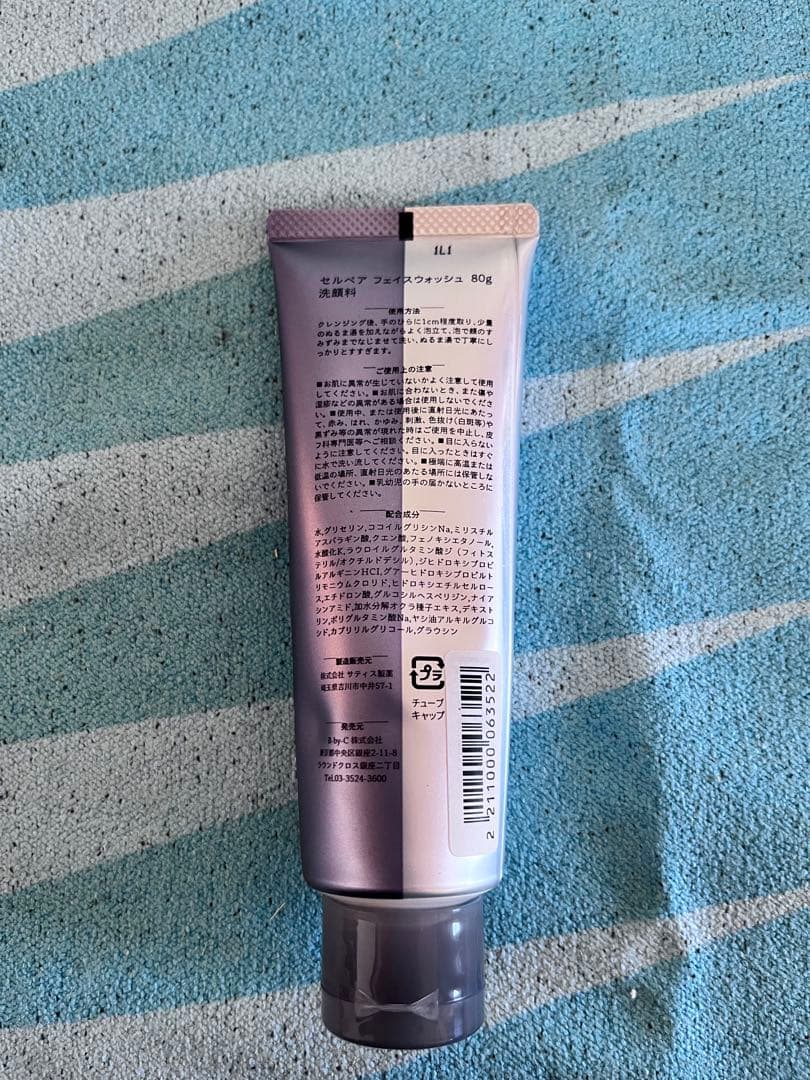 1L1
セルペア フェイスウォッシュ 80g
洗顔料
使用方法
クレンジング後、手のひらに1cm程度取り、少量
のぬるま湯を加えながらよく泡立て、泡で顔のす
みずみまでなじませて洗い、ぬるま湯で丁寧にし
っかりとすすぎます。
ご使用上の注意
■お肌に異常が生じていないかよく注意して使用
してください。■お肌に合わないとき、また傷や
湿疹などの異常がある場合は使用しないでくださ
い。■使用中、または使用後に直射日光にあたっ
て、赤み、はれ、かゆみ、刺激、色抜け(白斑等)や
黒ずみ等の異常が現れた時はご使用を中止し、皮
フ科専門医等へご相談ください。■目に入らない
ように注意してください。目に入ったときはすぐ
に水で洗い流してください。■極端に高温または
低温の場所、直射日光のあたる場所には保管しな
いでください。■乳幼児の手の届かないところに
保管してください。
配合成分
水,グリセリン,ココイルグリシンNa,ミリスチル
アスパラギン酸,クエン酸,フェノキシエタノール,
水酸化K,ラウロイルグルタミン酸ジ(フィトス
テリル/オクチルドデシル),ジヒドロキシプロピ
ルアルギニンHCl,グアーヒドロキシプロピルト
リモニウムクロリド,ヒドロキシエチルセルロー
ス,エチドロン酸,グルコシルヘスペリジン,ナイア
シンアミド,加水分解オクラ種子エキス,デキスト
リン,ポリグルタミン酸Na,ヤシ油アルキルグルコ
シド,カプリリルグリコール,グラウシン
製造販売元
株式会社 サティス製薬
埼玉県吉川市中井57-1
プラ
チューブ
キャップ
発売元
B-by-C 株式会社
東京都中央区銀座2-11-8
ラウンドクロス銀座二丁目
TeL03-3524-3600
2 211000 063522